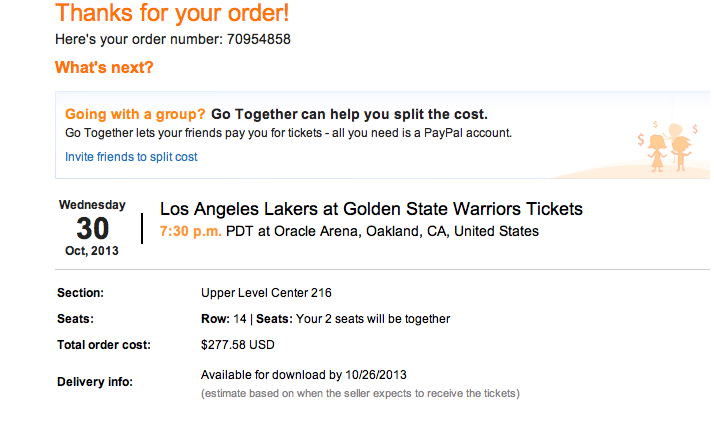 Thanks for your order!
Here's your order number: 70954858
What's next?
Going with a group? Go Together can help you split the cost.
Go Together lets your friends pay you for tickets - all you need is a PayPal account.
Invite friends to split cost
$ $ $
Wednesday
30
Oct, 2013
Los Angeles Lakers at Golden State Warriors Tickets
7:30 p.m. PDT at Oracle Arena, Oakland, CA, United States
Section: Upper Level Center 216
Seats: Row: 14 | Seats: Your 2 seats will be together
Total order cost: $277.58 USD
Delivery info: Available for download by 10/26/2013
(estimate based on when the seller expects to receive the tickets)